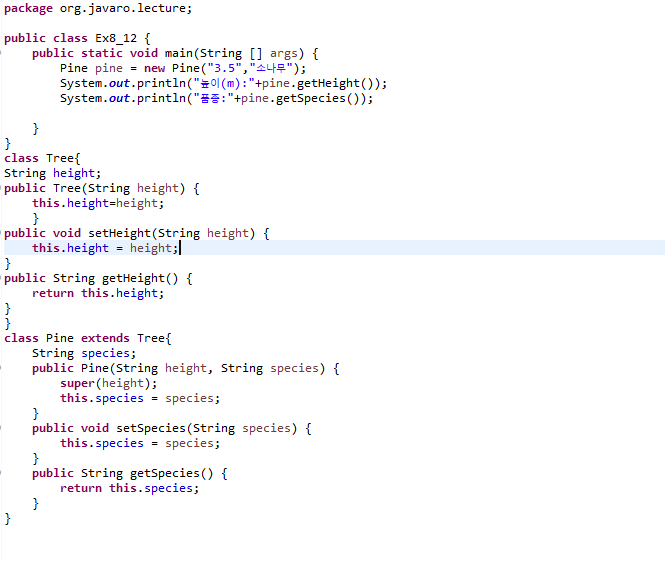 package org.javaro.lecture;
public class Ex8_12 {
public static void main(String [] args) {
Pine pine = new Pine("3.5","소나무");
System.out.println("높이(m):"+pine.getHeight());
System.out.println("품종:"+pine.getSpecies());
}
}
class Tree{
String height;
public Tree(String height) {
this.height=height;
}
public void setHeight(String height) {
this.height = height;
}
public String getHeight() {
return this.height;
}
}
class Pine extends Tree{
String species;
public Pine(String height, String species) {
super(height);
this.species = species;
}
public void setSpecies(String species) {
this.species = species;
}
public String getSpecies() {
return this.species;
}
}